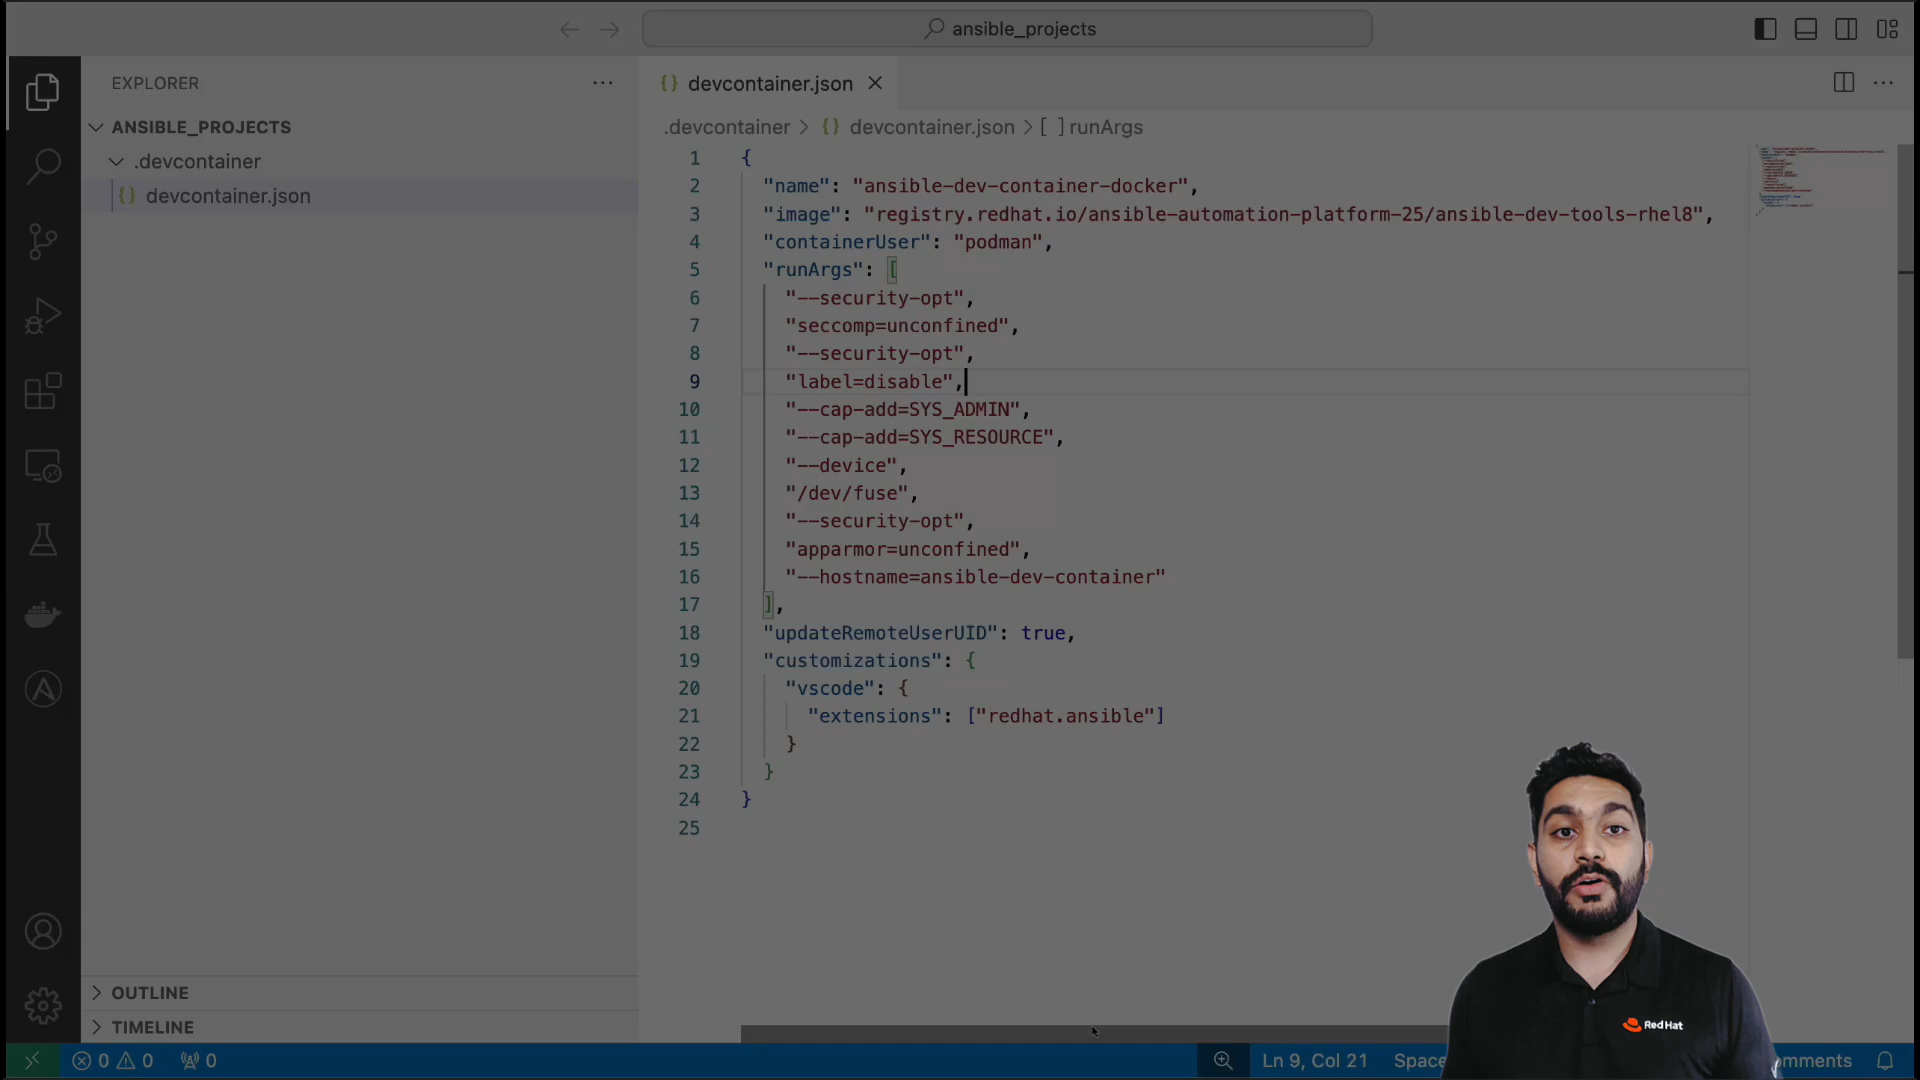 ansible_projects
EXPLORER
ANSIBLE_PROJECTS
.devcontainer
devcontainer.json
devcontainer.json
.devcontainer > {} devcontainer.json > [ ] runArgs
1 {
2 "name": "ansible-dev-container-docker",
3 "image": "registry.redhat.io/ansible-automation-platform-25/ansible-dev-tools-rhel8",
4 "containerUser": "podman",
5 "runArgs": [
6 "--security-opt",
7 "seccomp=unconfined",
8 "--security-opt",
9 "label=disable",
10 "--cap-add=SYS_ADMIN",
11 "--cap-add=SYS_RESOURCE",
12 "--device",
13 "/dev/fuse",
14 "--security-opt",
15 "apparmor=unconfined",
16 "--hostname=ansible-dev-container"
17 ],
18 "updateRemoteUserUID": true,
19 "customizations": {
20 "vscode": {
21 "extensions": ["redhat.ansible"]
22 }
23 }
24 }
25
OUTLINE
TIMELINE
Red Hat
0 0 0
Ln 9, Col 21
Space
mments